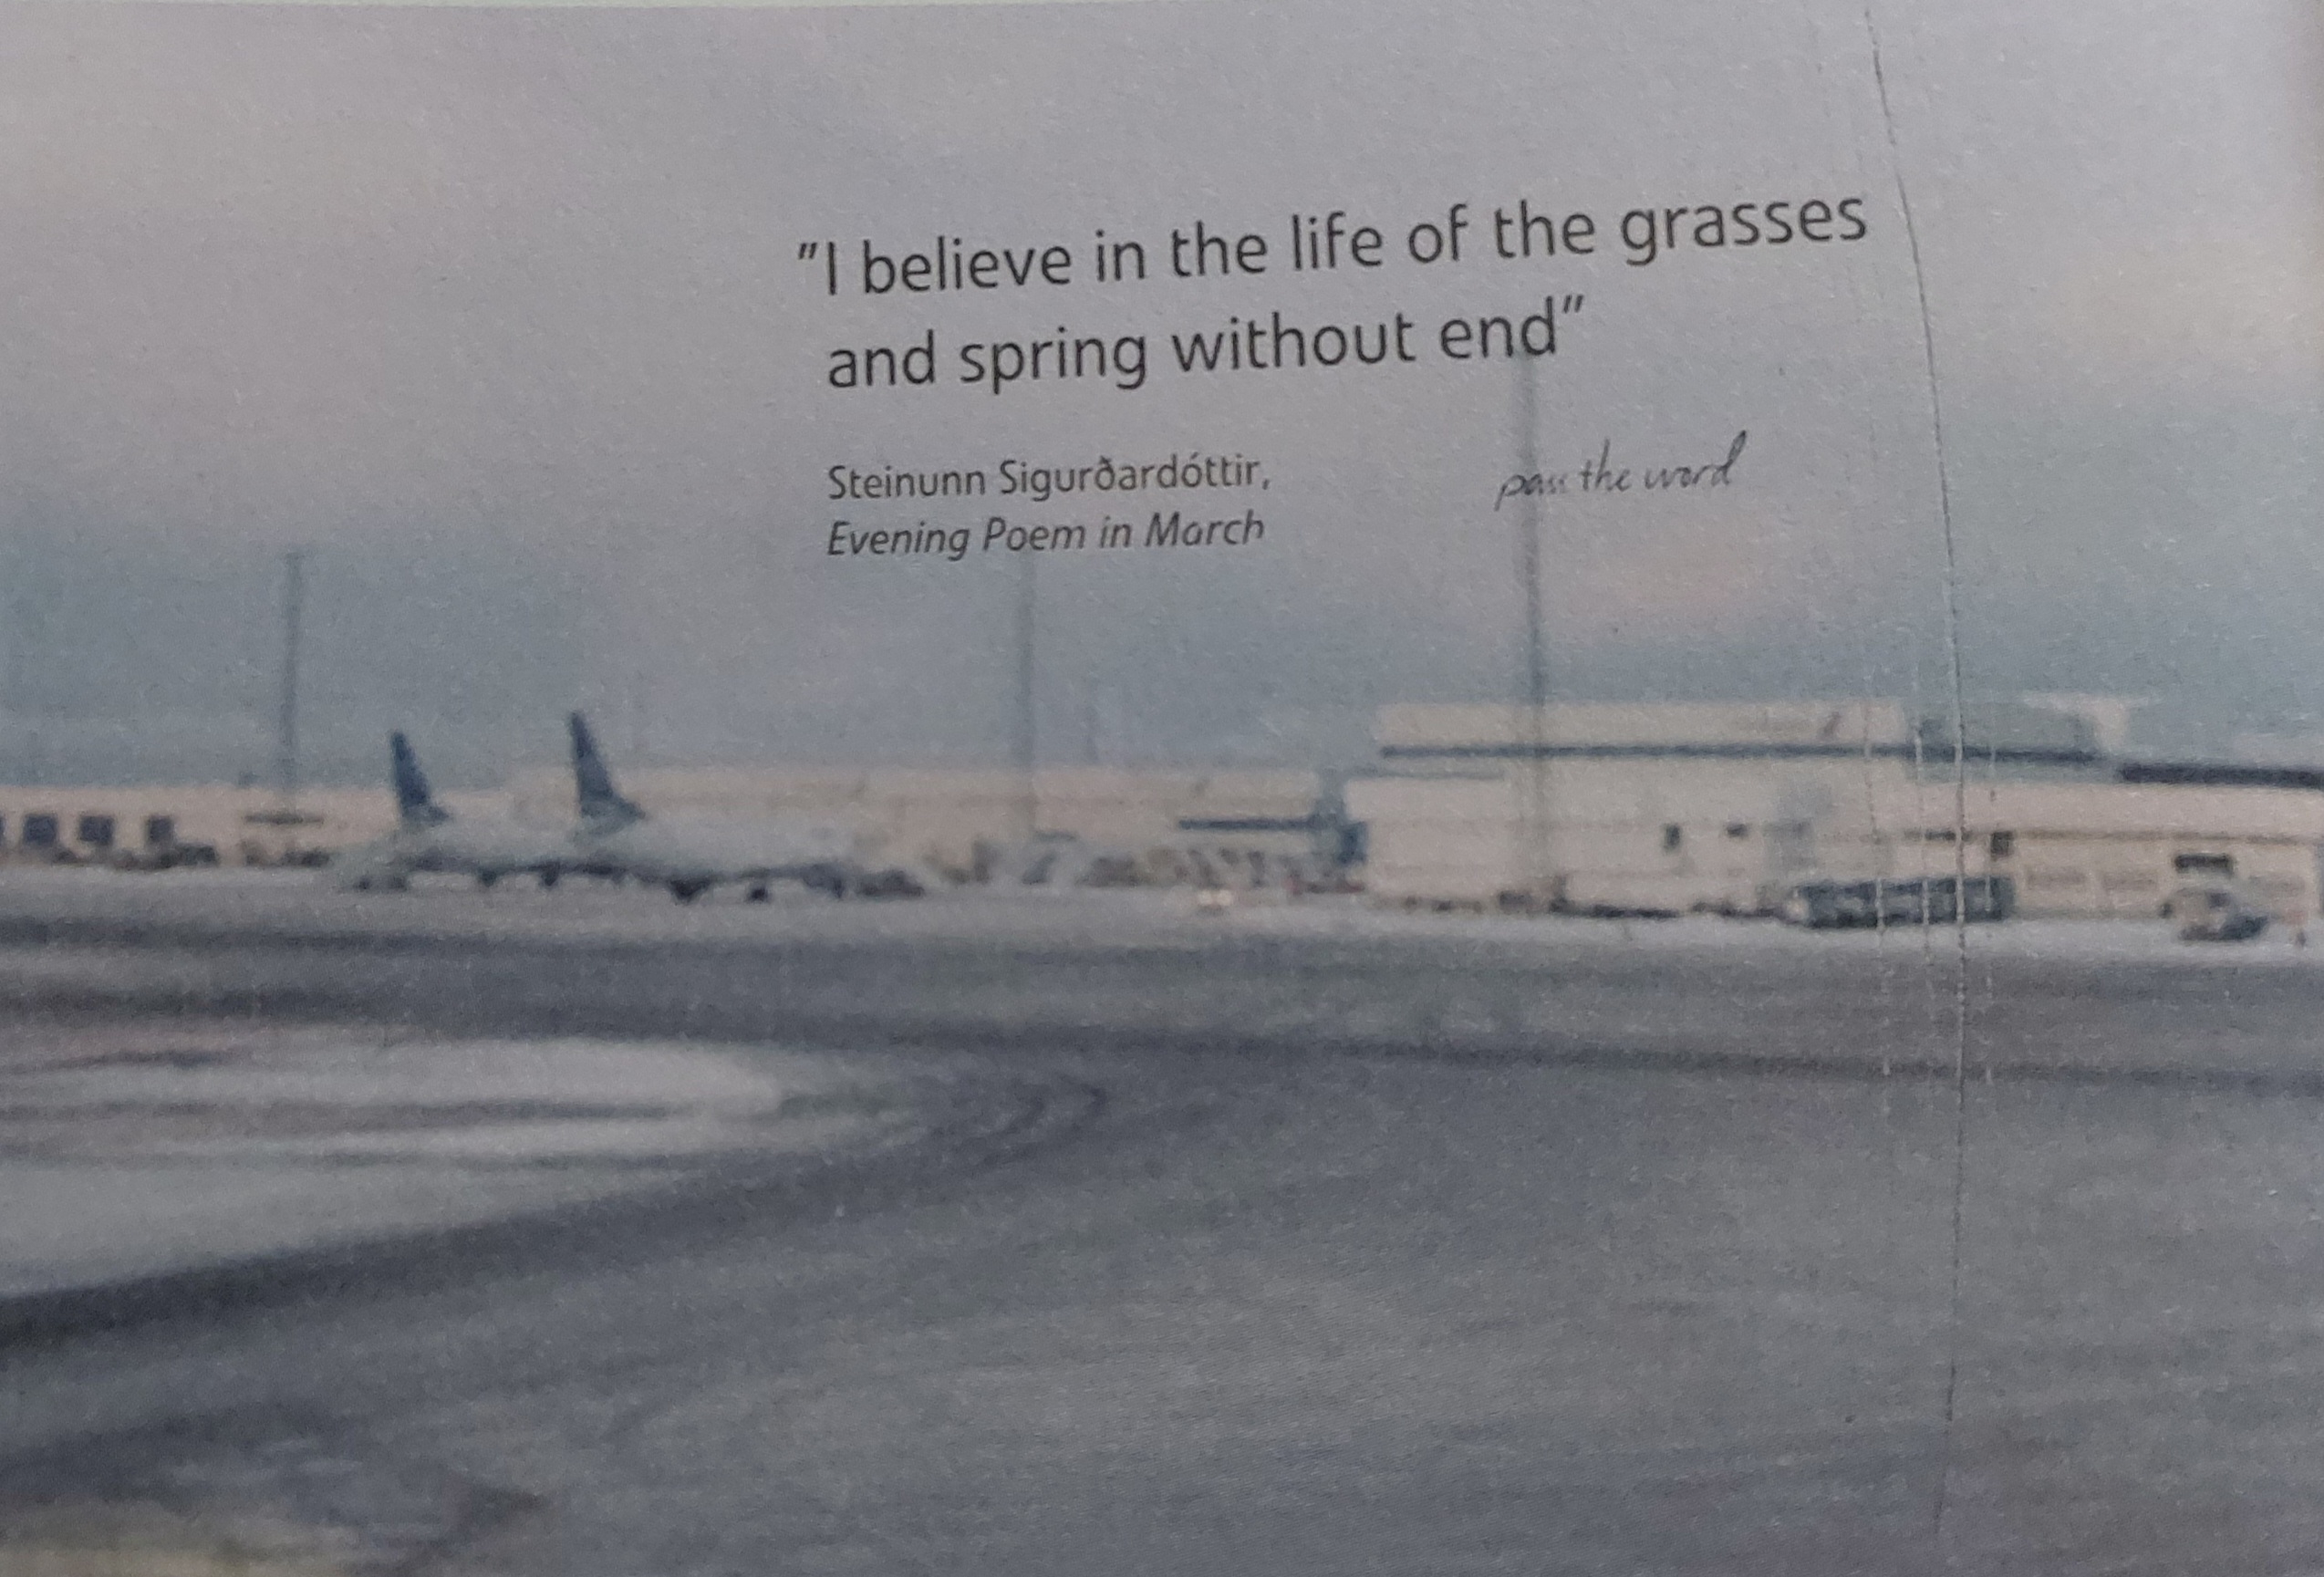 "I believe in the life of the grasses
and spring without end"
Steinunn Sigurðardóttir,
Evening Poem in March
pass the word